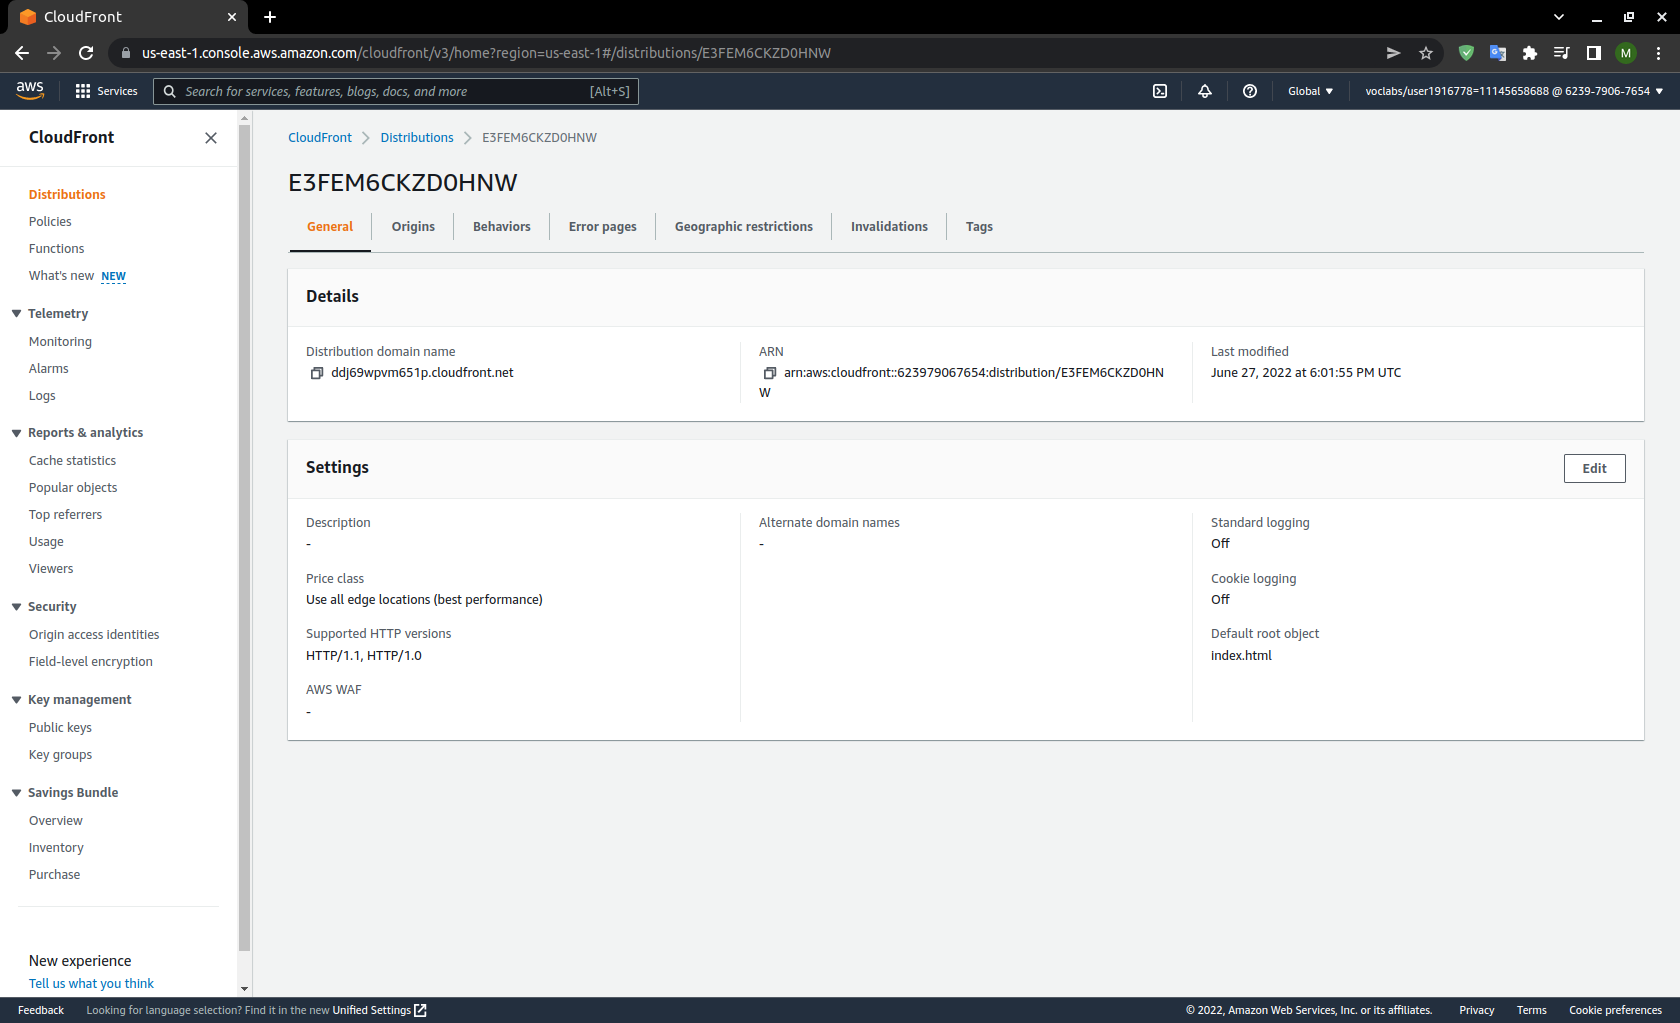 CloudFront
us-east-1.console.aws.amazon.com/cloudfront/v3/home?region=us-east-1#/distributions/E3FEM6CKZD0HNW
M
aws
Services
Search for services, features, blogs, docs, and more [Alt+S]
Global
voclabs/user1916778=11145658688 @ 6239-7906-7654
CloudFront
Distributions
Policies
Functions
What's new NEW
Telemetry
Monitoring
Alarms
Logs
Reports & analytics
Cache statistics
Popular objects
Top referrers
Usage
Viewers
Security
Origin access identities
Field-level encryption
Key management
Public keys
Key groups
Savings Bundle
Overview
Inventory
Purchase
New experience
Tell us what you think
CloudFront Distributions E3FEM6CKZD0HNW
E3FEM6CKZD0HNW
General Origins Behaviors Error pages Geographic restrictions Invalidations Tags
Details
Distribution domain name
ddj69wpvm651p.cloudfront.net
ARN
arn:aws:cloudfront::623979067654:distribution/E3FEM6CKZD0HN
W
Last modified
June 27, 2022 at 6:01:55 PM UTC
Settings
Edit
Description
-
Price class
Use all edge locations (best performance)
Supported HTTP versions
HTTP/1.1, HTTP/1.0
AWS WAF
-
Alternate domain names
-
Standard logging
Off
Cookie logging
Off
Default root object
index.html
Feedback Looking for language selection? Find it in the new Unified Settings
© 2022, Amazon Web Services, Inc. or its affiliates. Privacy Terms Cookie preferences